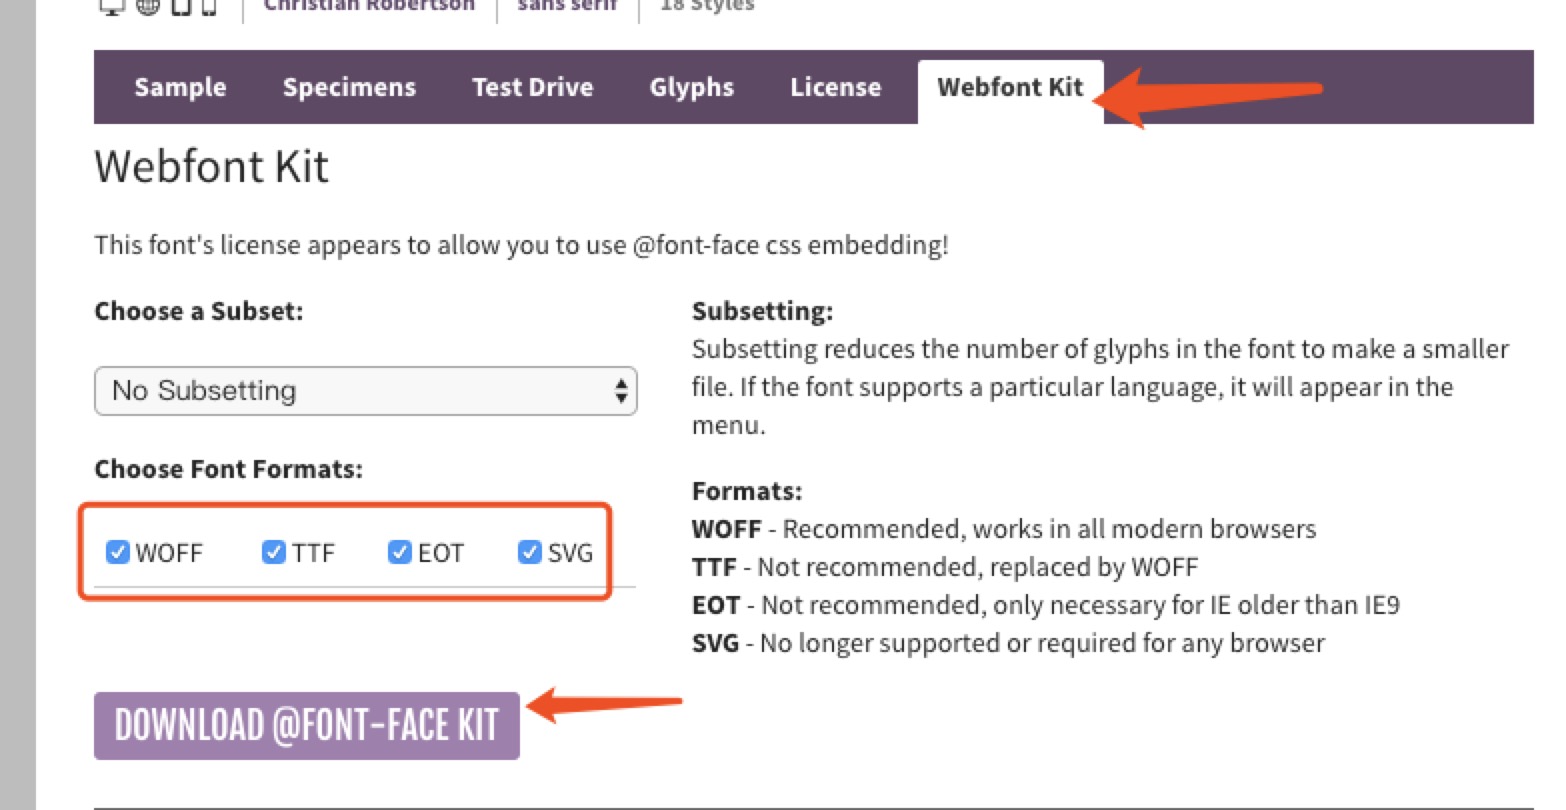 Christian Robertson sans serif 18 Styles
Sample Specimens Test Drive Glyphs License Webfont Kit
Webfont Kit
This font's license appears to allow you to use @font-face css embedding!
Choose a Subset:
No Subsetting
Choose Font Formats:
WOFF TTF EOT SVG
DOWNLOAD @FONT-FACE KIT
Subsetting:
Subsetting reduces the number of glyphs in the font to make a smaller
file. If the font supports a particular language, it will appear in the
menu.
Formats:
WOFF - Recommended, works in all modern browsers
TTF - Not recommended, replaced by WOFF
EOT - Not recommended, only necessary for IE older than IE9
SVG - No longer supported or required for any browser